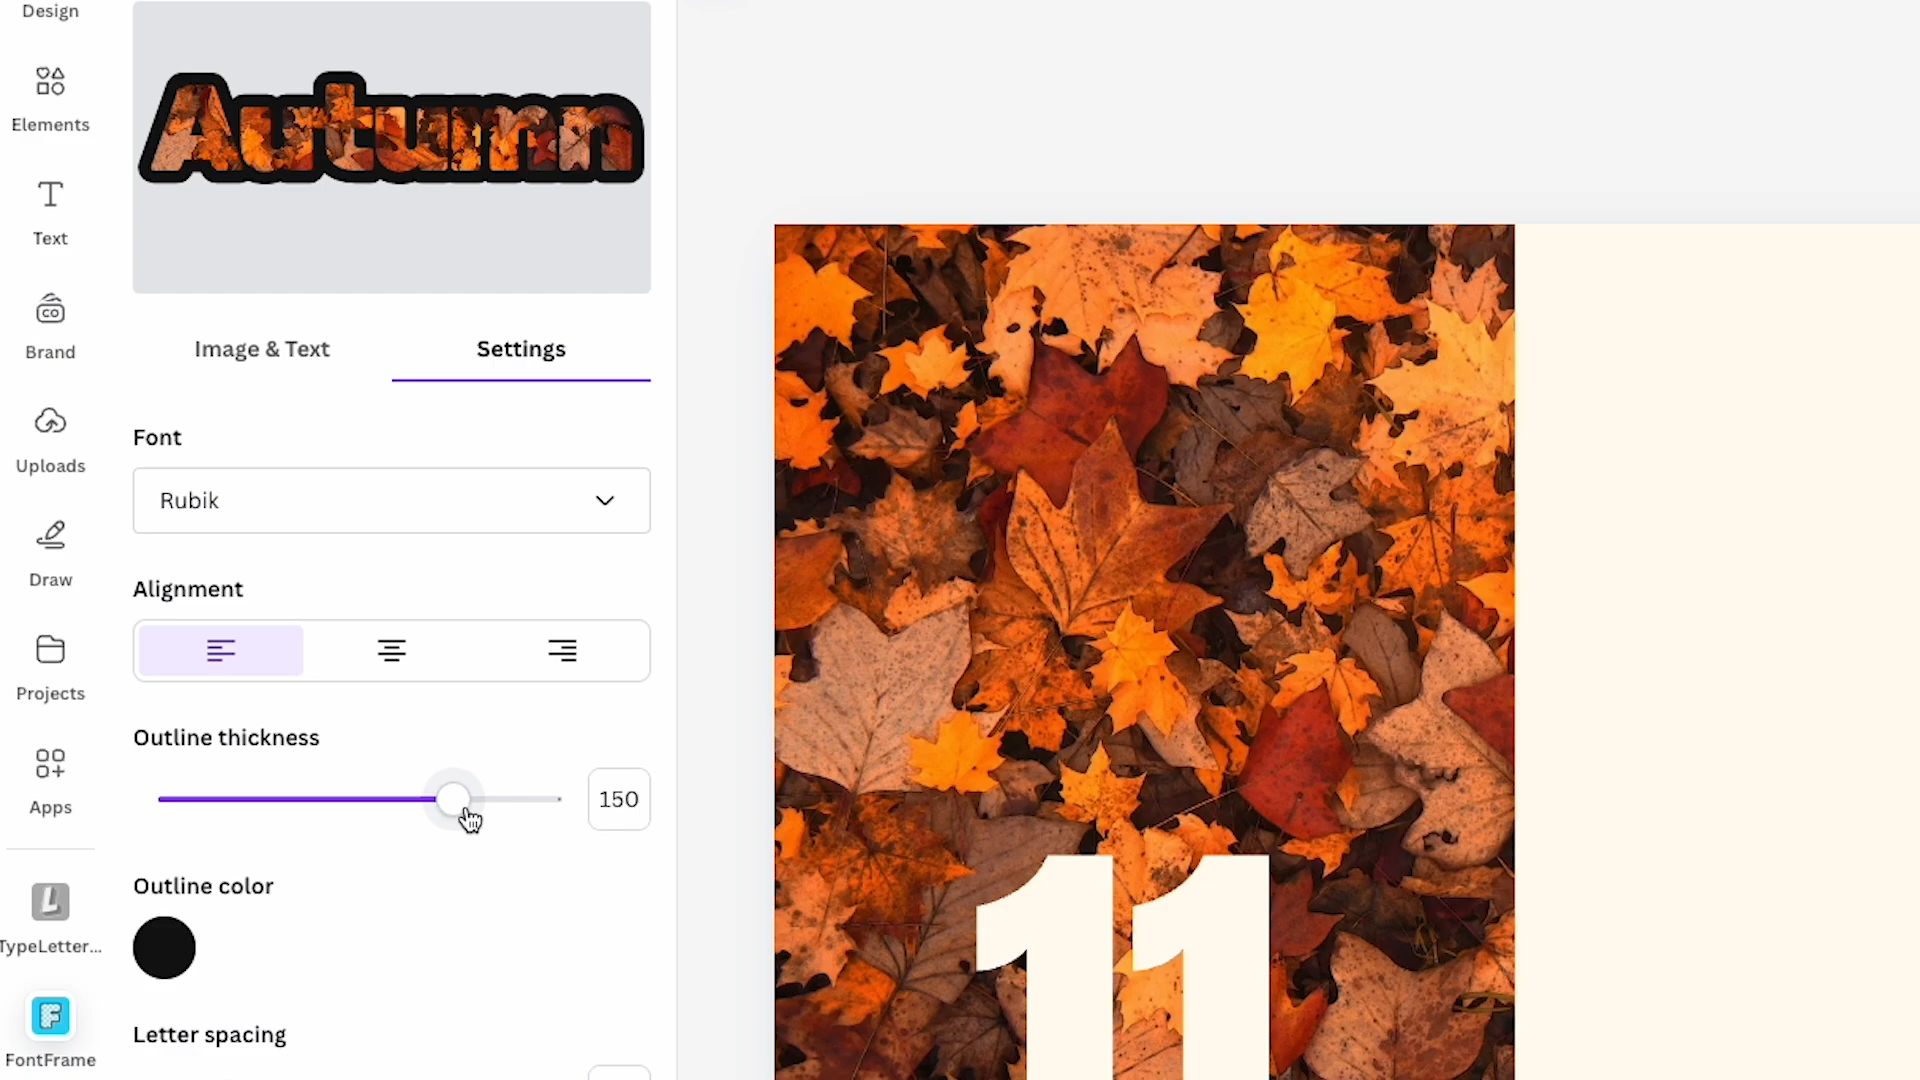 Design
Elements
Text
Brand
Uploads
Draw
Projects
Apps
TypeLetter...
FontFrame
Autumn
Image & Text
Settings
Font
Rubik
Alignment
Outline thickness
150
Outline color
Letter spacing
11